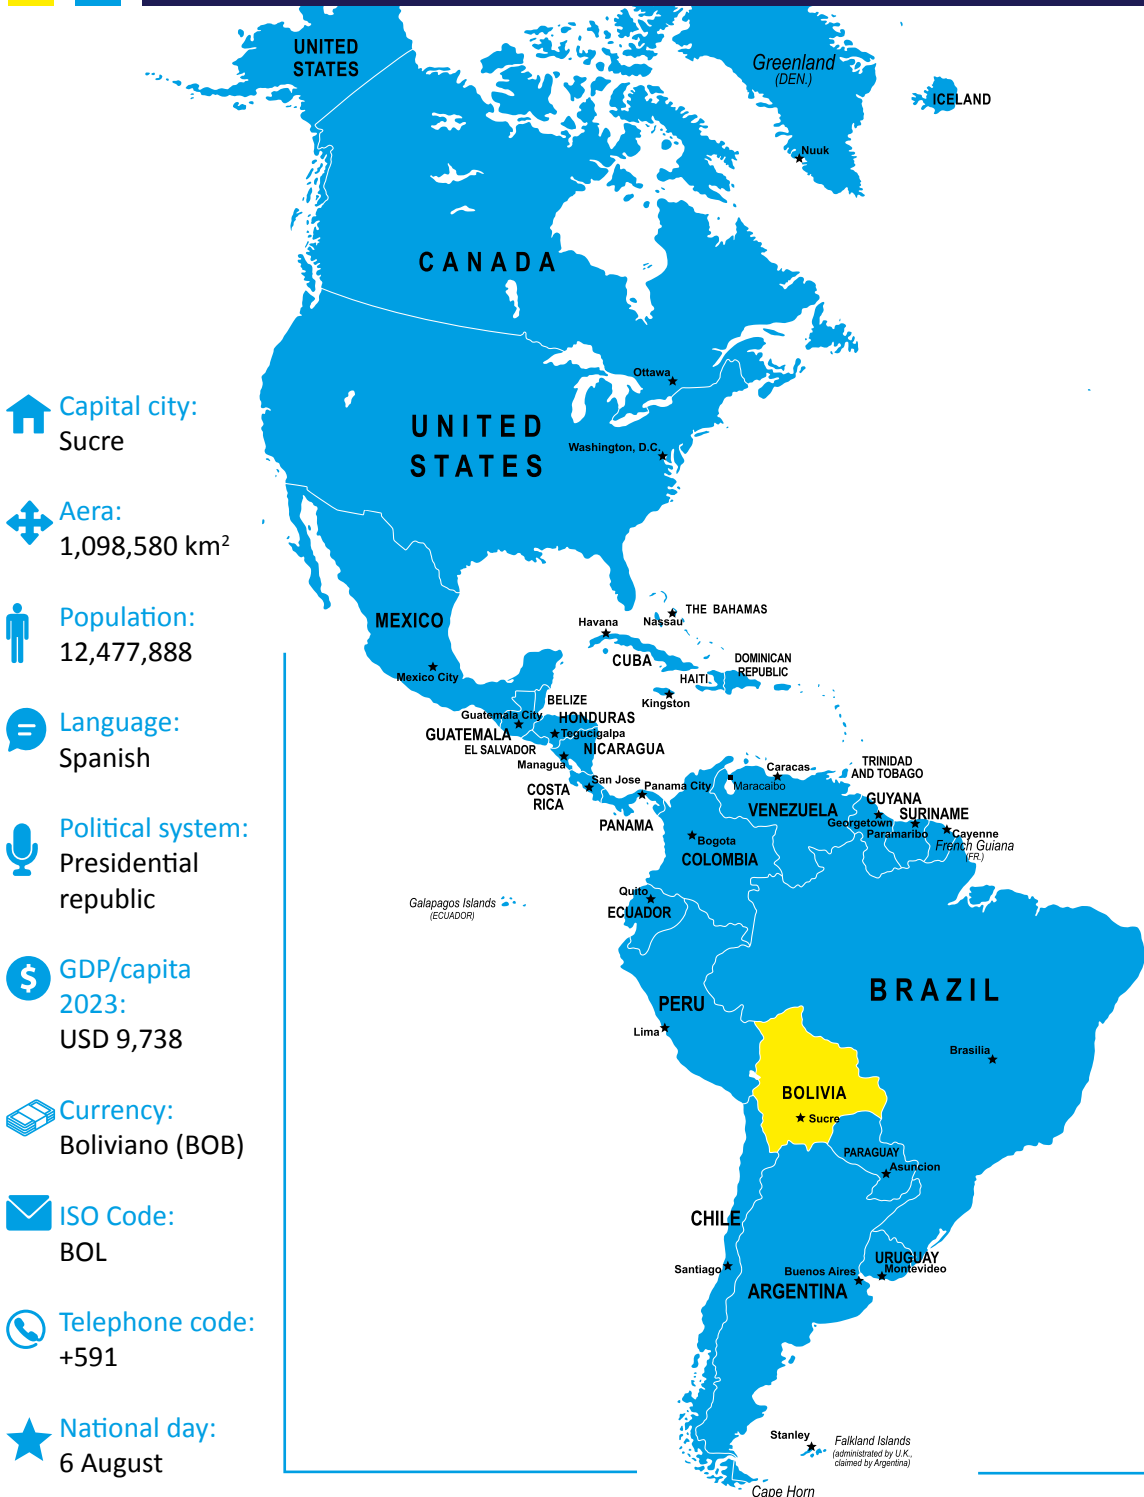 Capital city:
Sucre
Aera:
1,098,580 km²
Population:
12,477,888
Language:
Spanish
Political system:
Presidential
republic
GDP/capita
2023:
USD 9,738
Currency:
Boliviano (BOB)
ISO Code:
BOL
Telephone code:
+591
National day:
6 August
UNITED
STATES
Greenland
(DEN.)
ICELAND
Nuuk
CANADA
Ottawa
UNITED
STATES
Washington, D.C.
MEXICO
Mexico City
Havana
Nassau
THE BAHAMAS
CUBA
HAITI
DOMINICAN
REPUBLIC
Kingston
BELIZE
Guatemala City
HONDURAS
GUATEMALA
Tegucigalpa
EL SALVADOR
NICARAGUA
Managua
COSTA
RICA
San Jose
Panama City
PANAMA
Caracas
Maracaibo
TRINIDAD
AND TOBAGO
VENEZUELA
GUYANA
SURINAME
Georgetown
Paramaribo
Cayenne
French Guiana
(FR.)
Bogota
COLOMBIA
Quito
ECUADOR
Galapagos Islands
(ECUADOR)
BRAZIL
PERU
Lima
Brasilia
BOLIVIA
Sucre
PARAGUAY
Asuncion
CHILE
Santiago
URUGUAY
Montevideo
Buenos Aires
ARGENTINA
Stanley
Falkland Islands
(administrated by U.K.,
claimed by Argentina)
Cape Horn